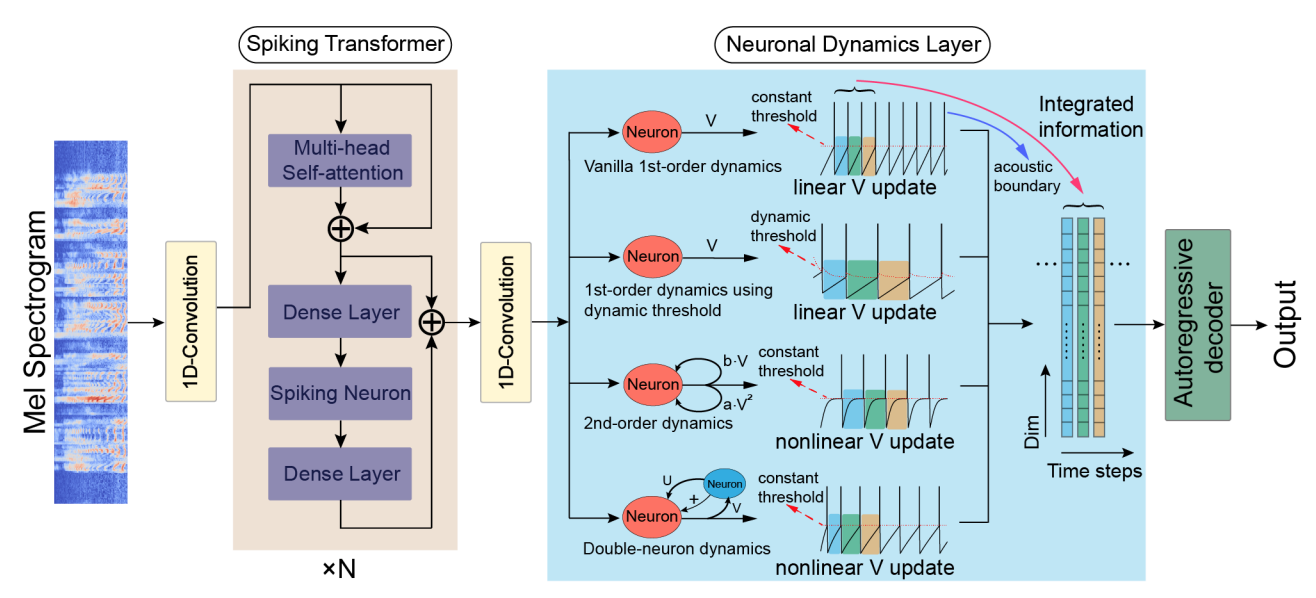 Spiking Transformer
Neuronal Dynamics Layer
Mel Spectrogram
1D-Convolution
Multi-head
Self-attention
Dense Layer
Spiking Neuron
Dense Layer
×N
1D-Convolution
Neuron
V
Vanilla 1st-order dynamics
constant
threshold
linear V update
Neuron
V
1st-order dynamics using
dynamic threshold
dynamic
threshold
linear V update
Neuron
b·V
a·V²
2nd-order dynamics
constant
threshold
nonlinear V update
Neuron
Neuron
U
+
V
Double-neuron dynamics
constant
threshold
nonlinear V update
Integrated
information
acoustic
boundary
Dim
Time steps
Autoregressive
decoder
Output